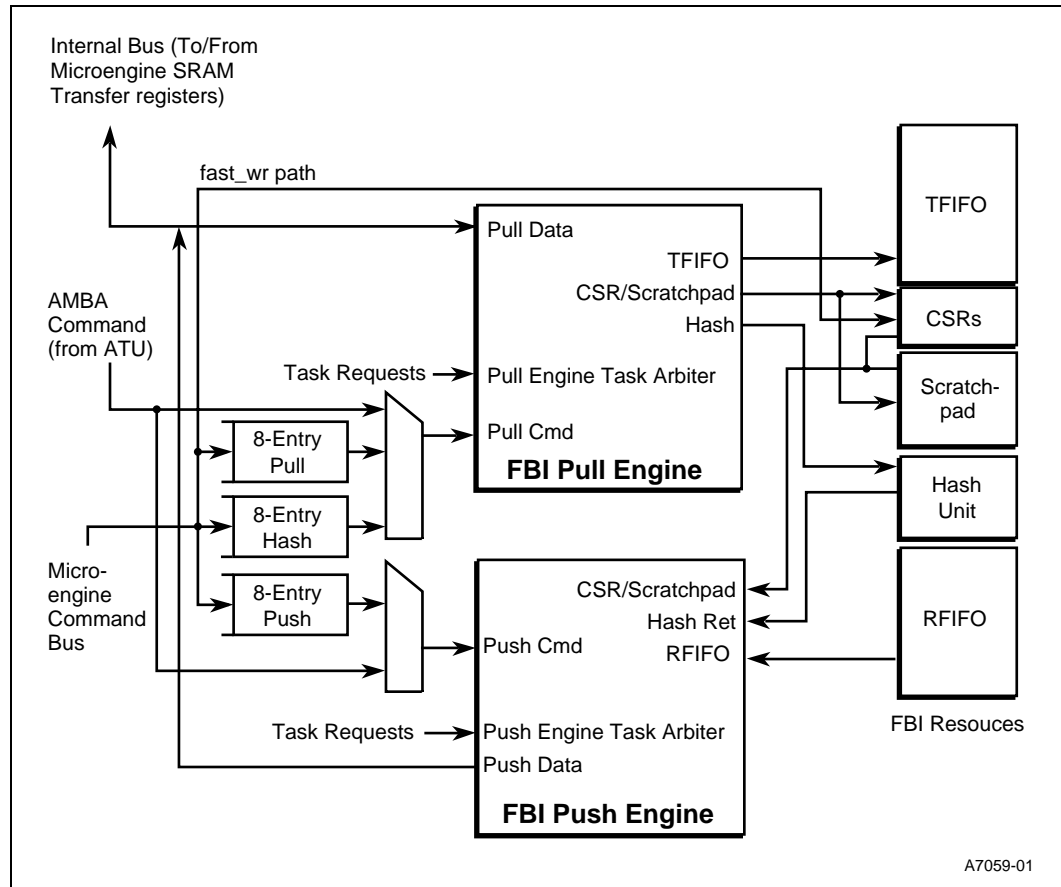 Internal Bus (To/From
Microengine SRAM
Transfer registers)
fast_wr path
AMBA
Command
(from ATU)
Task Requests
8-Entry
Pull
8-Entry
Hash
8-Entry
Push
Micro-
engine
Command
Bus
Task Requests
Pull Data
TFIFO
CSR/Scratchpad
Hash
Pull Engine Task Arbiter
Pull Cmd
FBI Pull Engine
CSR/Scratchpad
Hash Ret
RFIFO
Push Cmd
Push Engine Task Arbiter
Push Data
FBI Push Engine
TFIFO
CSRs
Scratch-
pad
Hash
Unit
RFIFO
FBI Resouces
A7059-01